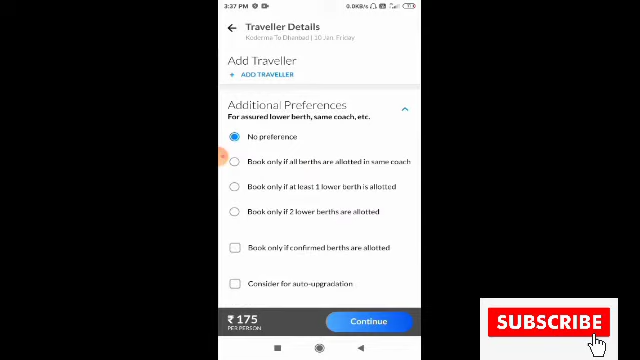 3:37 PM
0.0KB/s
Traveller Details
Koderma To Dhanbad | 10 Jan, Friday
Add Traveller
+ ADD TRAVELLER
Additional Preferences
For assured lower berth, same coach, etc.
No preference
Book only if all berths are allotted in same coach
Book only if at least 1 lower berth is allotted
Book only if 2 lower berths are allotted
Book only if confirmed berths are allotted
Consider for auto-upgradation
₹ 175
PER PERSON
Continue
SUBSCRIBE